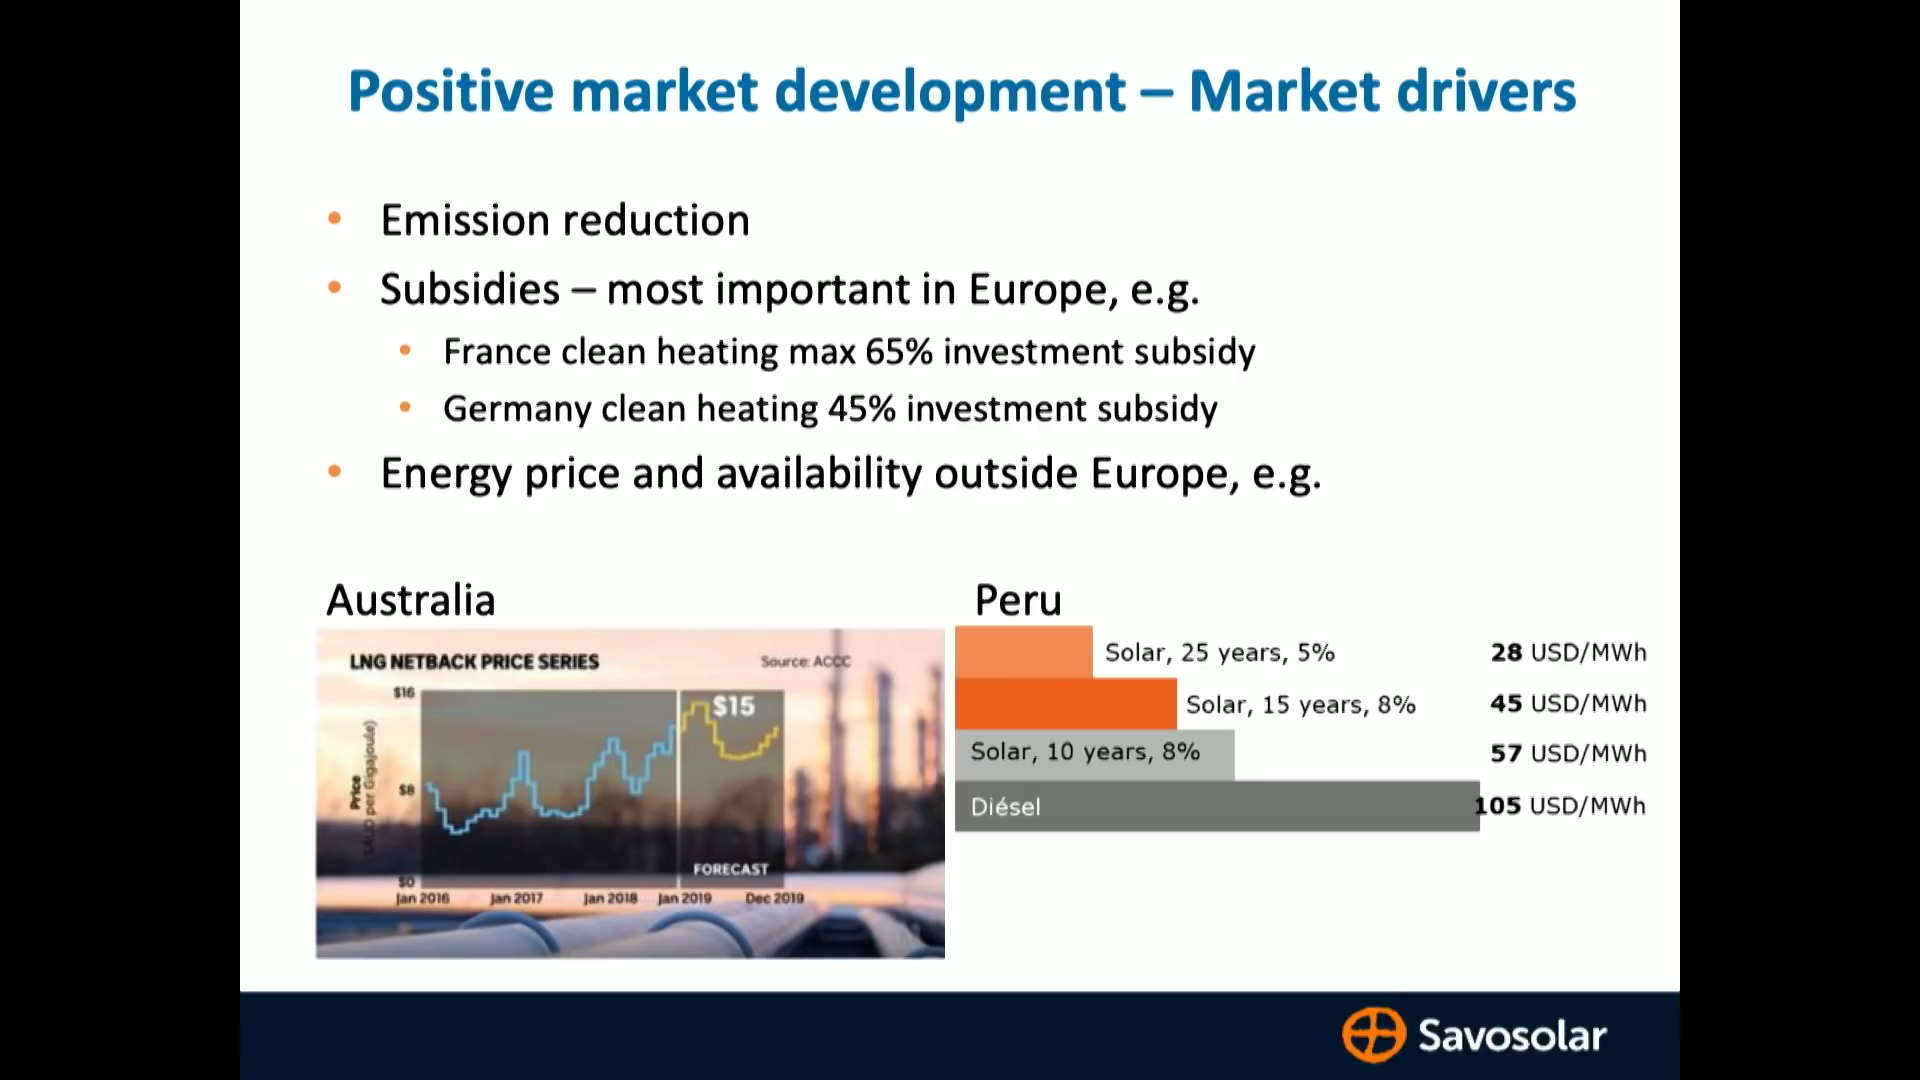 Positive market development – Market drivers
• Emission reduction
• Subsidies – most important in Europe, e.g.
• France clean heating max 65% investment subsidy
• Germany clean heating 45% investment subsidy
• Energy price and availability outside Europe, e.g.
Australia
LNG NETBACK PRICE SERIES
Source: ACCC
$16
$15
Price
(AUD per Gigajoule)
$8
FORECAST
$0
Jan 2016 Jan 2017 Jan 2018 Jan 2019 Dec 2019
Peru
Solar, 25 years, 5% 28 USD/MWh
Solar, 15 years, 8% 45 USD/MWh
Solar, 10 years, 8% 57 USD/MWh
Diésel 105 USD/MWh
Savosolar